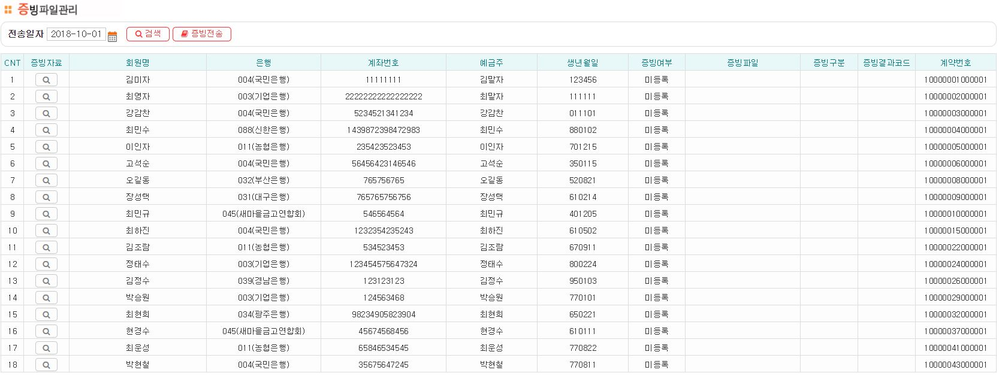 증빙파일관리
전송일자 2018-10-01 검색 증빙전송
CNT 증빙자료 회원명 은행 계좌번호 예금주 생년월일 증빙여부 증빙파일 증빙구분 증빙결과코드 계약번호
1 김미자 004(국민은행) 11111111 김말자 123456 미등록 10000001000001
2 최영자 003(기업은행) 22222222222222222 최말자 111111 미등록 10000002000001
3 강감찬 004(국민은행) 5234521341234 강감찬 011101 미등록 10000003000001
4 최민수 088(신한은행) 1439872398472983 최민수 880102 미등록 10000004000001
5 이인자 011(농협은행) 235423523453 이인자 701215 미등록 10000005000001
6 고석순 004(국민은행) 56456423146546 고석순 350115 미등록 10000006000001
7 오길동 032(부산은행) 765756765 오길동 520821 미등록 10000008000001
8 장성택 031(대구은행) 765765756756 장성택 610214 미등록 10000009000001
9 최민규 045(새마을금고연합회) 546564564 최민규 401205 미등록 10000010000001
10 최하진 004(국민은행) 1232354235243 최하진 610502 미등록 10000015000001
11 김조람 011(농협은행) 534523453 김조람 670911 미등록 10000022000001
12 정태수 003(기업은행) 123454575647324 정태수 800224 미등록 10000024000001
13 김정수 039(경남은행) 123123123 김정수 950103 미등록 10000026000001
14 박승원 003(기업은행) 124563468 박승원 770101 미등록 10000029000001
15 최현희 034(광주은행) 98234905823904 최현희 650221 미등록 10000032000001
16 현경수 045(새마을금고연합회) 45674568456 현경수 610111 미등록 10000037000001
17 최운성 011(농협은행) 65846534545 최운성 770822 미등록 10000041000001
18 박현철 004(국민은행) 35675647245 박현철 770811 미등록 10000043000001